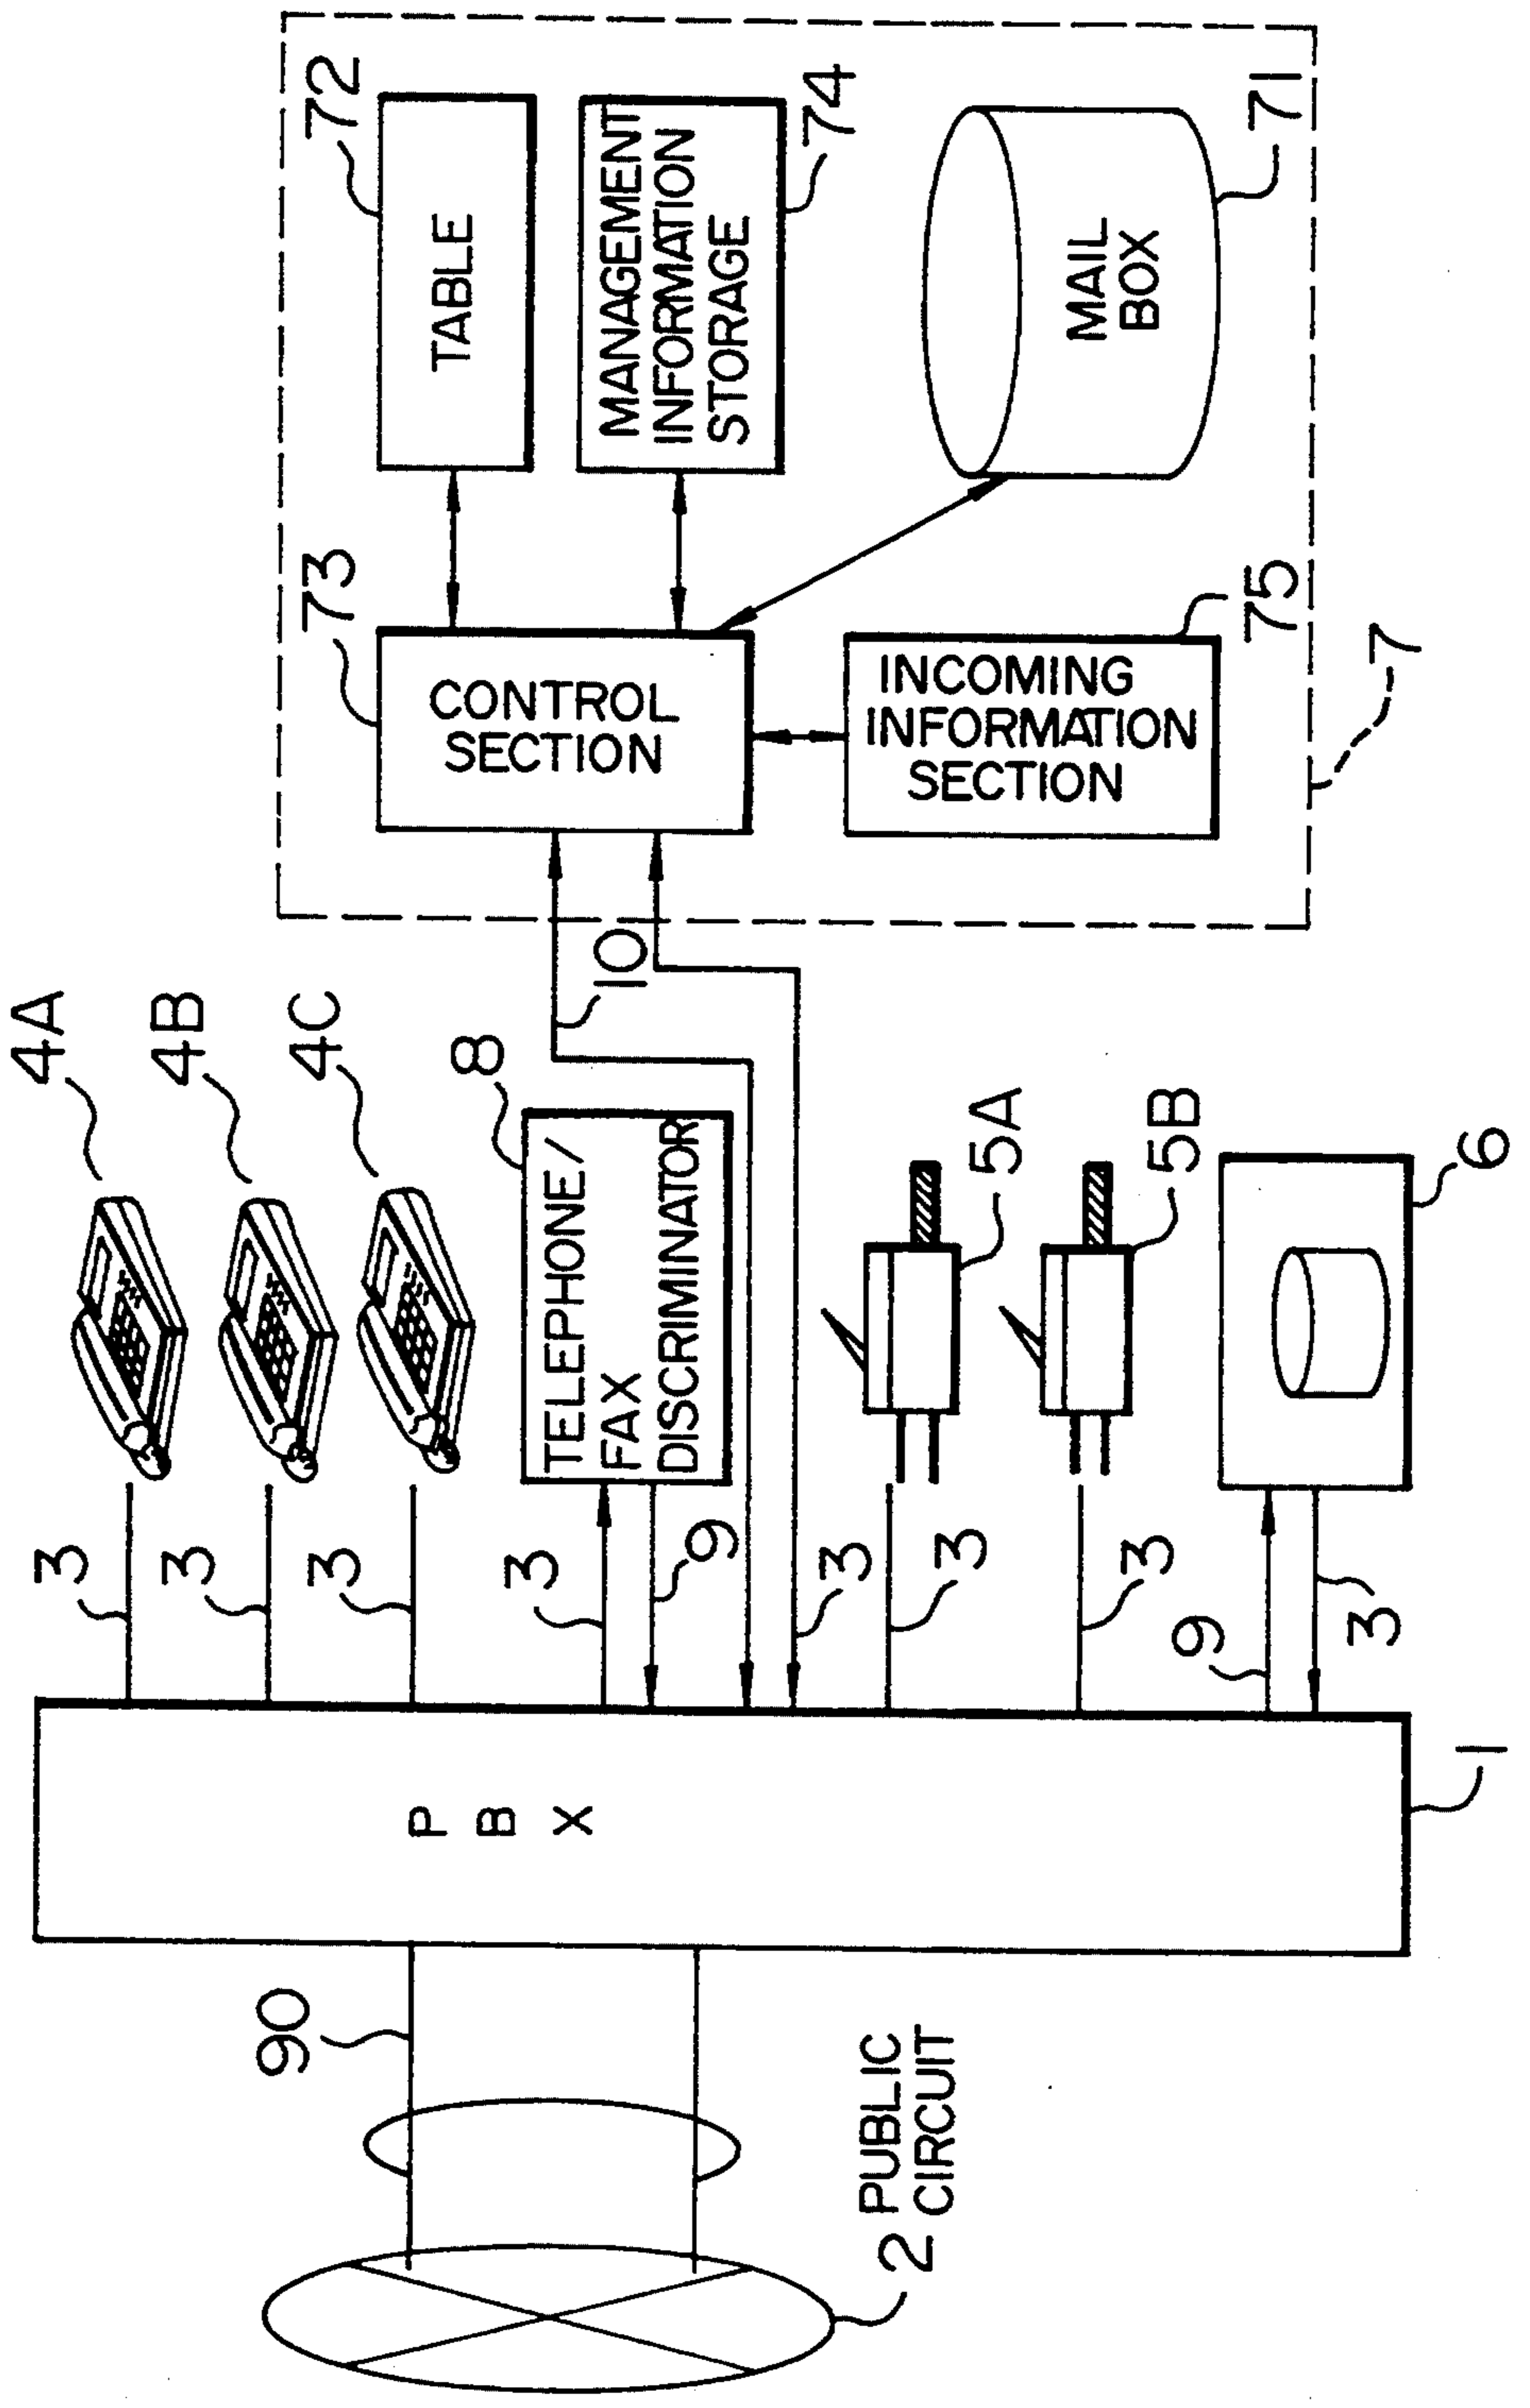 4A
4B
4C
3
3
3
8
TELEPHONE/
FAX
DISCRIMINATOR
3
9
10
3
5A
3
5B
3
6
9
3
P B X
1
90
2
PUBLIC
CIRCUIT
72
TABLE
74
MANAGEMENT
INFORMATION
STORAGE
73
CONTROL
SECTION
71
MAIL
BOX
75
INCOMING
INFORMATION
SECTION
7